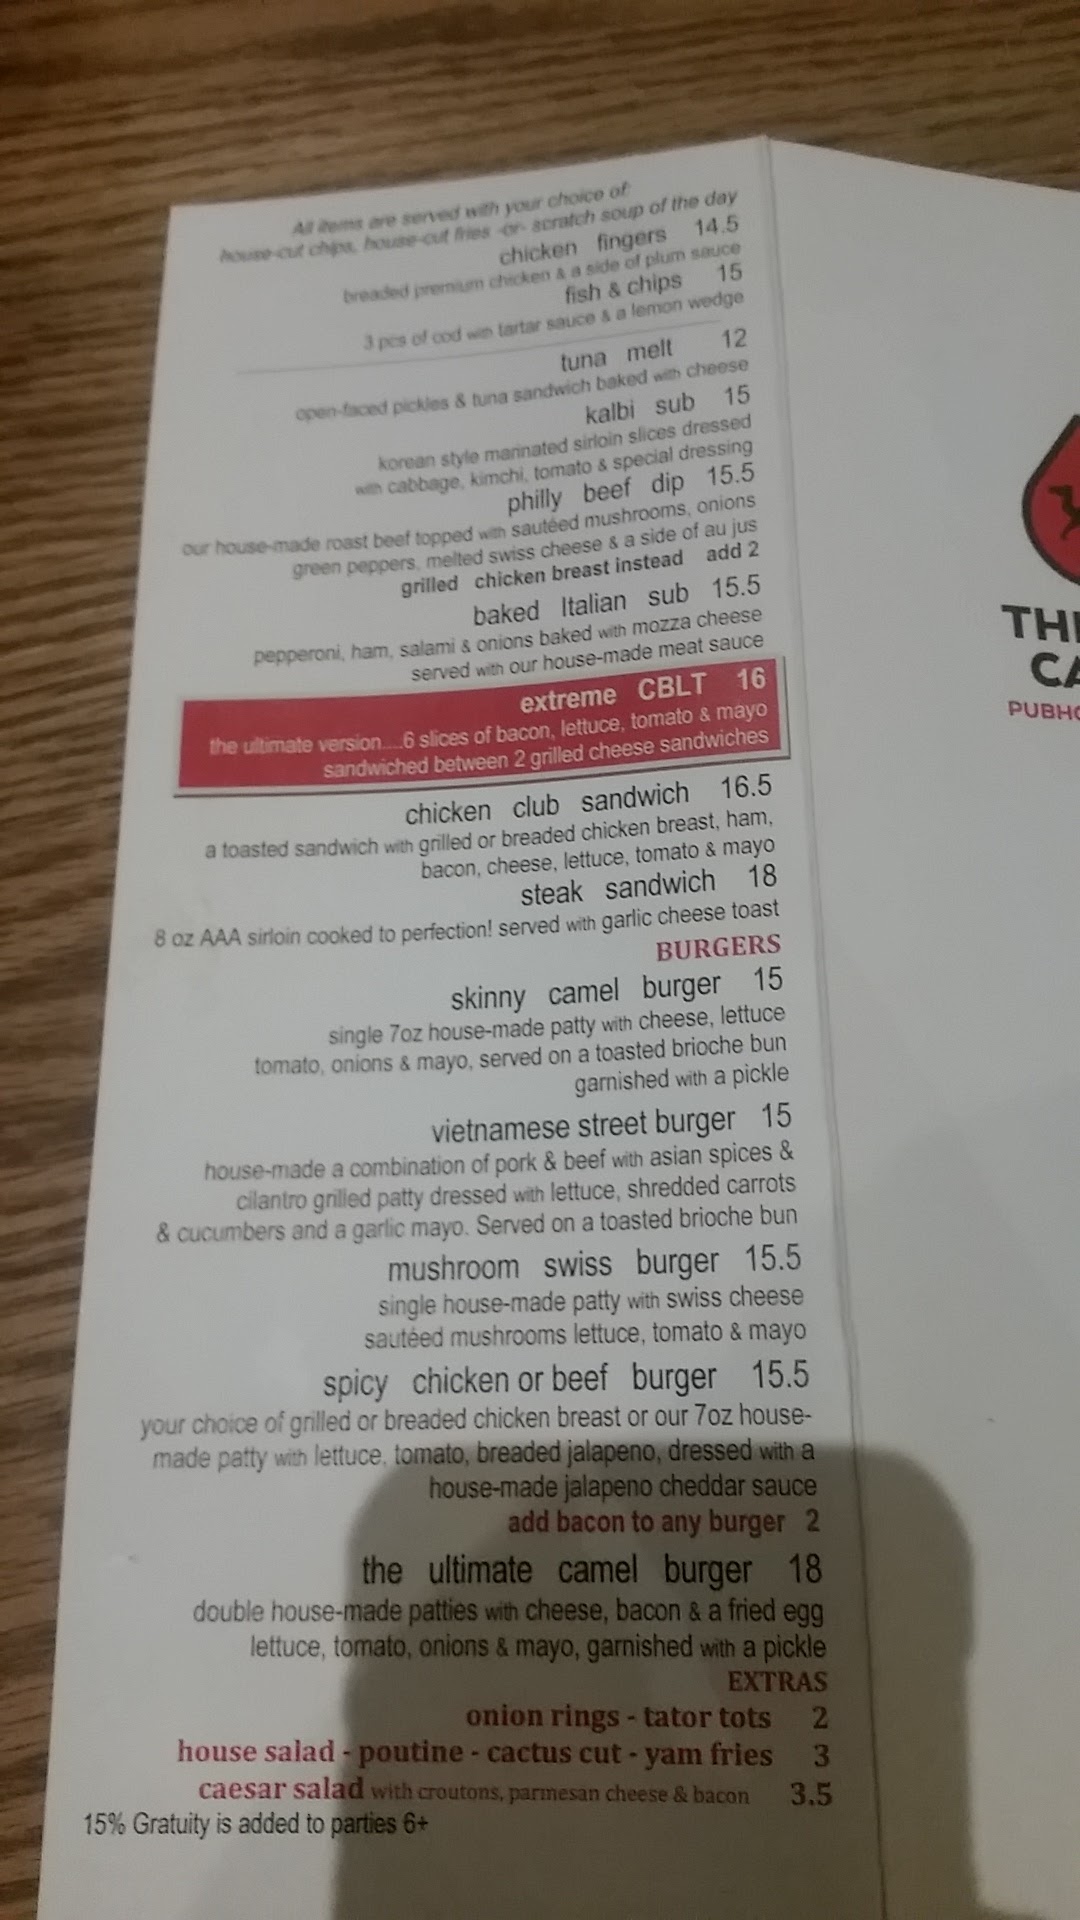 All items are served with your choice of:
house-cut chips, house-cut fries -or- scratch soup of the day
chicken fingers 14.5
breaded premium chicken & a side of plum sauce
fish & chips 15
3 pcs of cod with tartar sauce & a lemon wedge
tuna melt 12
open-faced pickles & tuna sandwich baked with cheese
kalbi sub 15
korean style marinated sirloin slices dressed
with cabbage, kimchi, tomato & special dressing
philly beef dip 15.5
our house-made roast beef topped with sautéed mushrooms, onions
green peppers, melted swiss cheese & a side of au jus
grilled chicken breast instead add 2
baked Italian sub 15.5
pepperoni, ham, salami & onions baked with mozza cheese
served with our house-made meat sauce
extreme CBLT 16
the ultimate version....6 slices of bacon, lettuce, tomato & mayo
sandwiched between 2 grilled cheese sandwiches
chicken club sandwich 16.5
a toasted sandwich with grilled or breaded chicken breast, ham,
bacon, cheese, lettuce, tomato & mayo
steak sandwich 18
8 oz AAA sirloin cooked to perfection! served with garlic cheese toast
BURGERS
skinny camel burger 15
single 7oz house-made patty with cheese, lettuce
tomato, onions & mayo, served on a toasted brioche bun
garnished with a pickle
vietnamese street burger 15
house-made a combination of pork & beef with asian spices &
cilantro grilled patty dressed with lettuce, shredded carrots
& cucumbers and a garlic mayo. Served on a toasted brioche bun
mushroom swiss burger 15.5
single house-made patty with swiss cheese
sautéed mushrooms lettuce, tomato & mayo
spicy chicken or beef burger 15.5
your choice of grilled or breaded chicken breast or our 7oz house-
made patty with lettuce, tomato, breaded jalapeno, dressed with a
house-made jalapeno cheddar sauce
add bacon to any burger 2
the ultimate camel burger 18
double house-made patties with cheese, bacon & a fried egg
lettuce, tomato, onions & mayo, garnished with a pickle
EXTRAS
onion rings - tator tots 2
house salad - poutine - cactus cut - yam fries 3
caesar salad with croutons, parmesan cheese & bacon 3.5
15% Gratuity is added to parties 6+